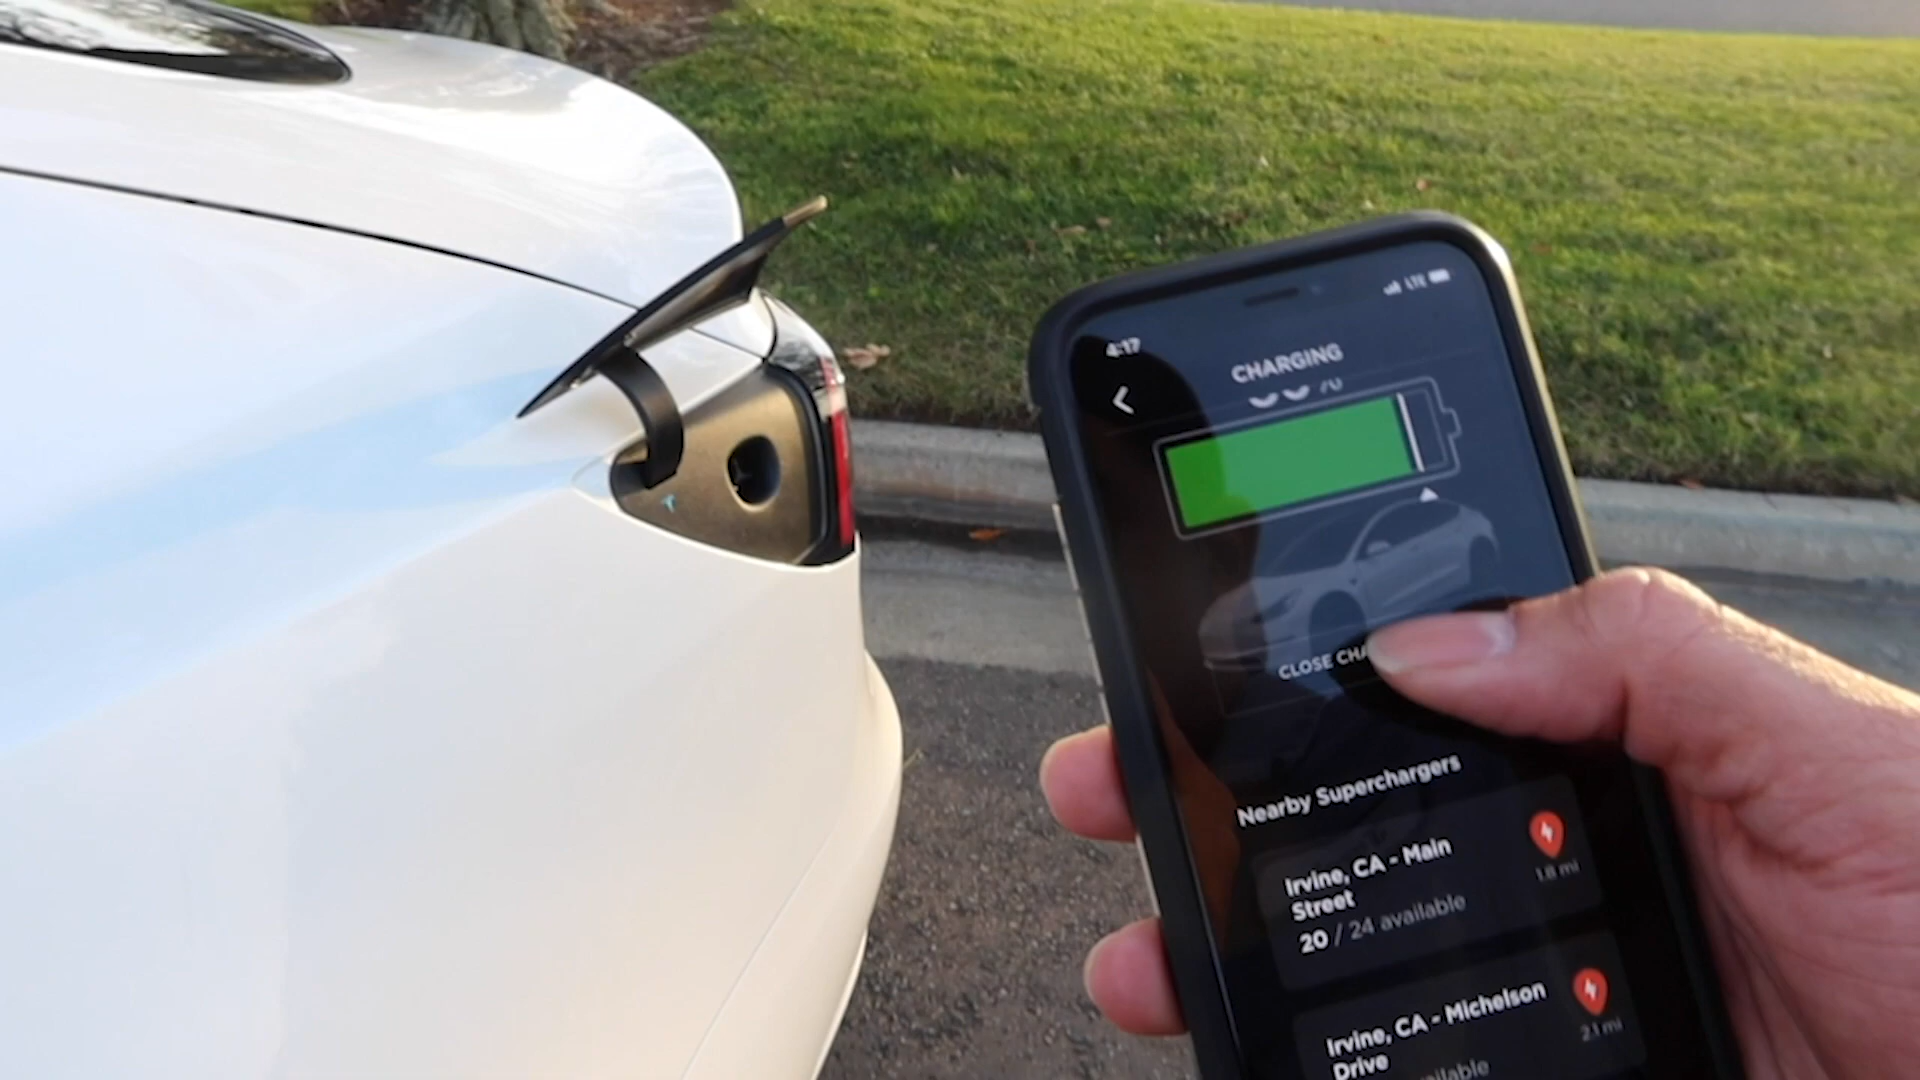 LTE
4:17
CHARGING
CLOSE
Nearby Superchargers
Irvine, CA - Main
Street
1.8 mi
20 / 24 available
Irvine, CA - Michelson
Drive
2.1 mi